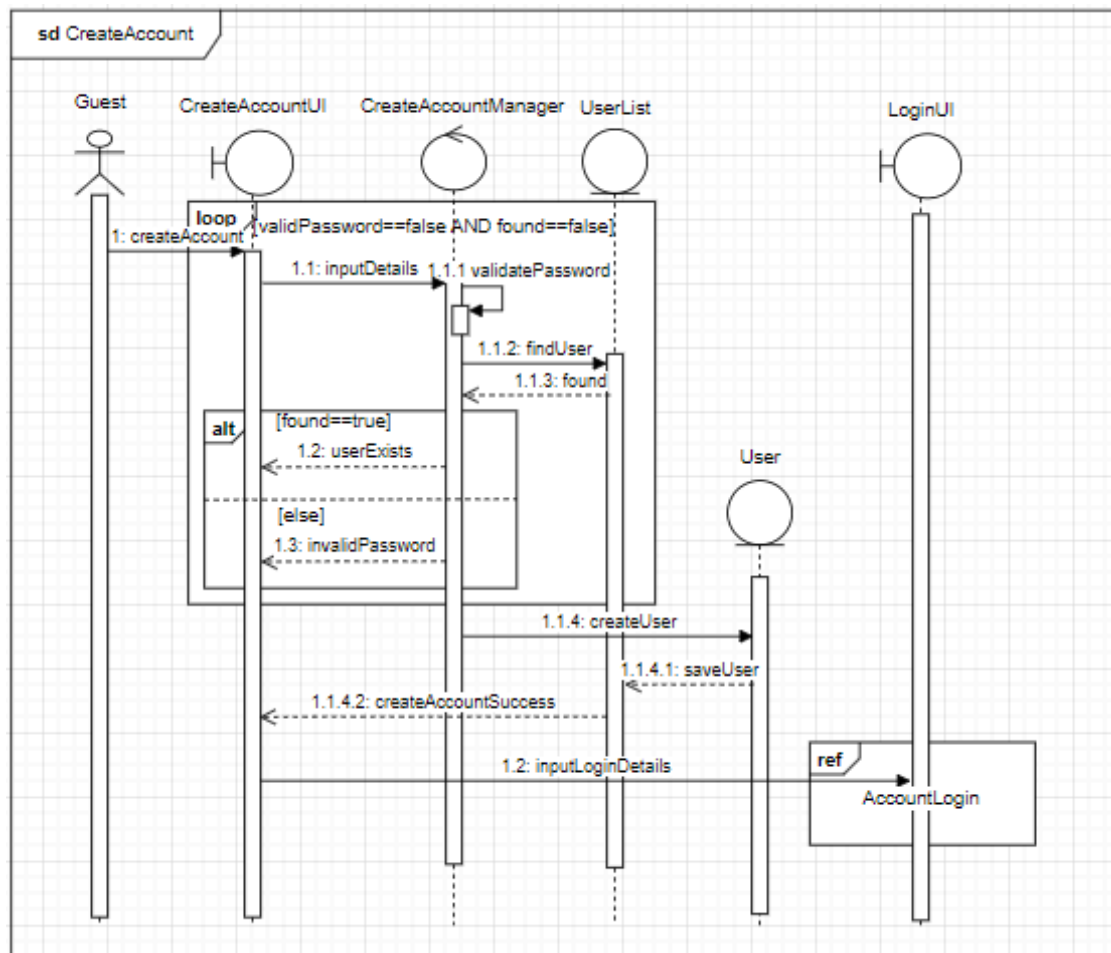 sd CreateAccount
Guest
CreateAccountUI
CreateAccountManager
UserList
LoginUI
loop
[validPassword==false AND found==false]
1: createAccount
1.1: inputDetails
1.1.1 validatePassword
1.1.2: findUser
1.1.3: found
alt
[found==true]
1.2: userExists
User
[else]
1.3: invalidPassword
1.1.4: createUser
1.1.4.1: saveUser
1.1.4.2: createAccountSuccess
ref
1.2: inputLoginDetails
AccountLogin